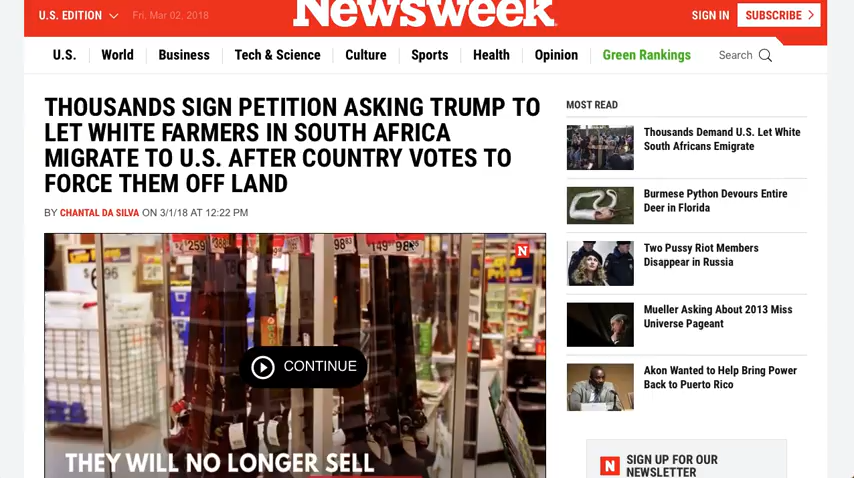 Newsweek
U.S. EDITION
Fri, Mar 02, 2018
SIGN IN
SUBSCRIBE
U.S.
World
Business
Tech & Science
Culture
Sports
Health
Opinion
Green Rankings
Search
THOUSANDS SIGN PETITION ASKING TRUMP TO
LET WHITE FARMERS IN SOUTH AFRICA
MIGRATE TO U.S. AFTER COUNTRY VOTES TO
FORCE THEM OFF LAND
BY CHANTAL DA SILVA ON 3/1/18 AT 12:22 PM
N
CONTINUE
THEY WILL NO LONGER SELL
MOST READ
Thousands Demand U.S. Let White
South Africans Emigrate
Burmese Python Devours Entire
Deer in Florida
Two Pussy Riot Members
Disappear in Russia
Mueller Asking About 2013 Miss
Universe Pageant
Akon Wanted to Help Bring Power
Back to Puerto Rico
N
SIGN UP FOR OUR
NEWSLETTER